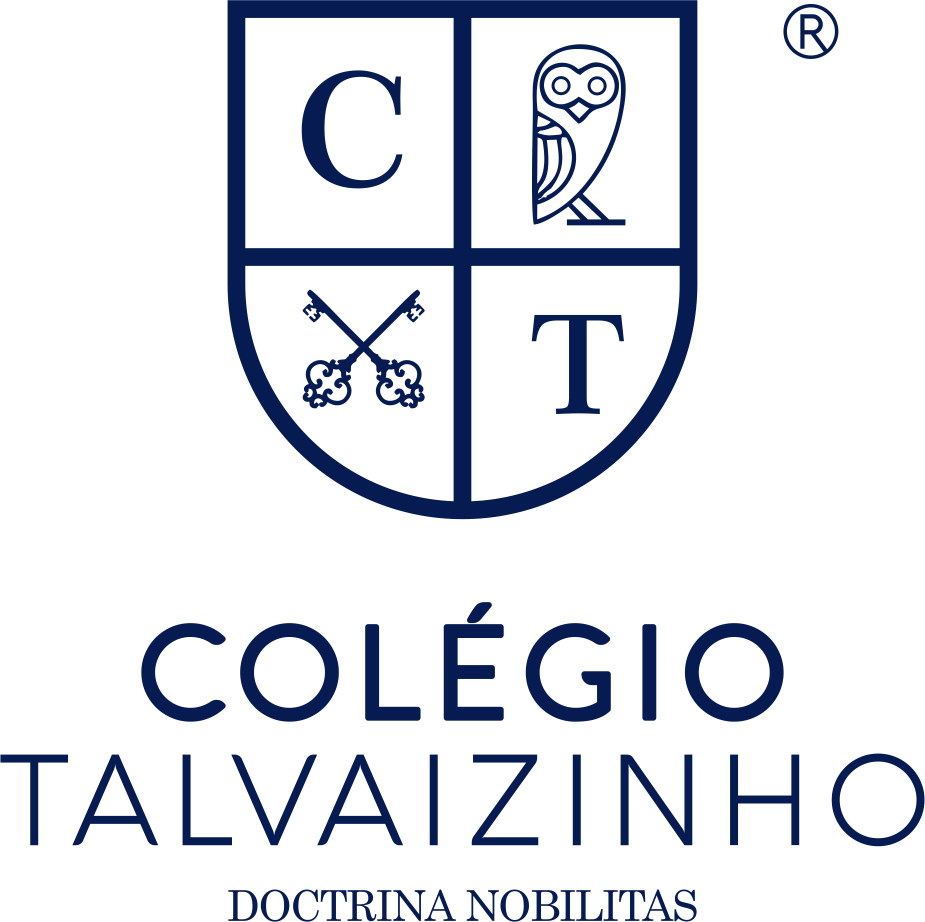 ®
C
T
COLÉGIO
TALVAIZINHO
DOCTRINA NOBILITAS